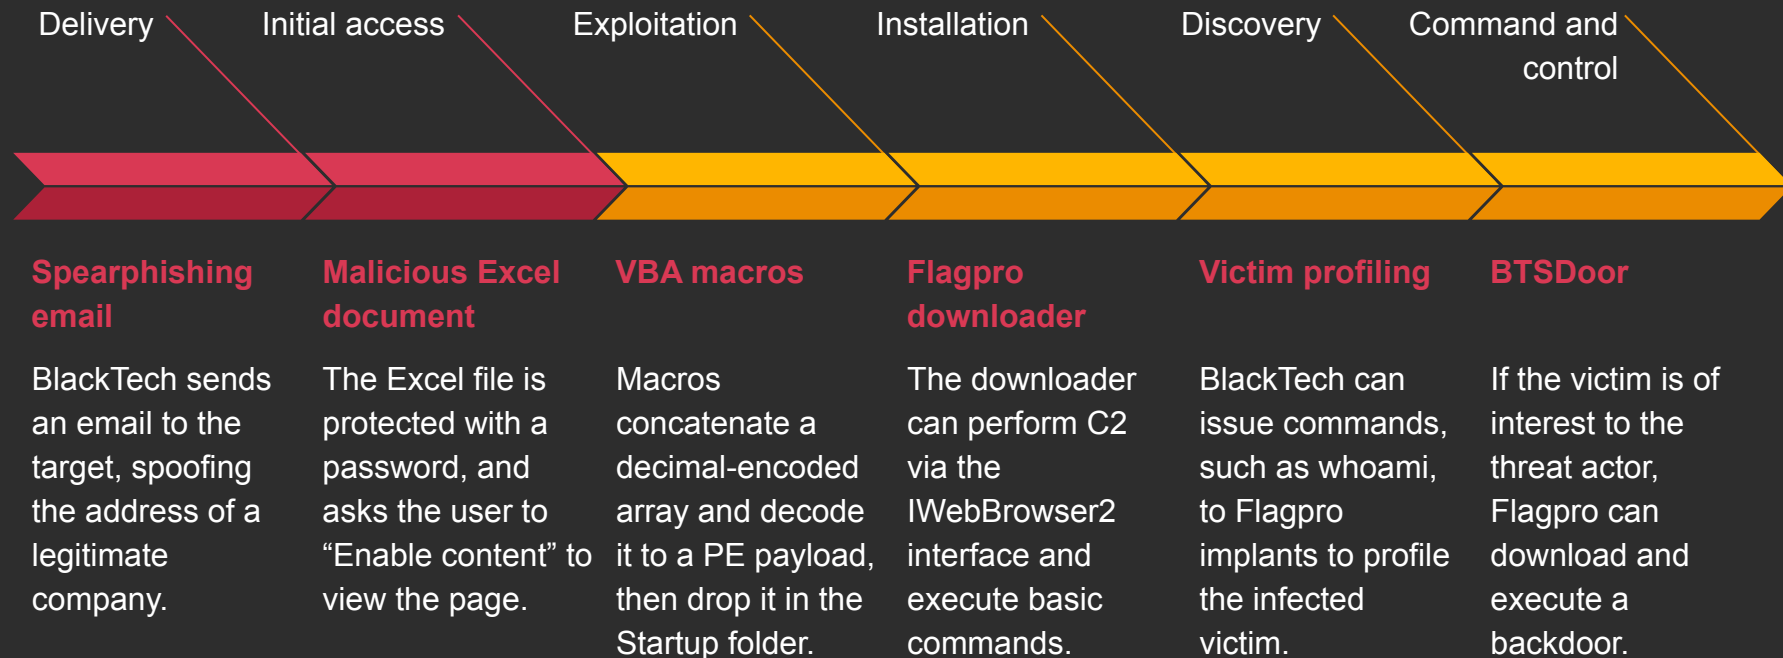 Delivery
Initial access
Exploitation
Installation
Discovery
Command and
control
Spearphishing
email
BlackTech sends
an email to the
target, spoofing
the address of a
legitimate
company.
Malicious Excel
document
The Excel file is
protected with a
password, and
asks the user to
“Enable content” to
view the page.
VBA macros
Macros
concatenate a
decimal-encoded
array and decode
it to a PE payload,
then drop it in the
Startup folder.
Flagpro
downloader
The downloader
can perform C2
via the
IWebBrowser2
interface and
execute basic
commands.
Victim profiling
BlackTech can
issue commands,
such as whoami,
to Flagpro
implants to profile
the infected
victim.
BTSDoor
If the victim is of
interest to the
threat actor,
Flagpro can
download and
execute a
backdoor.